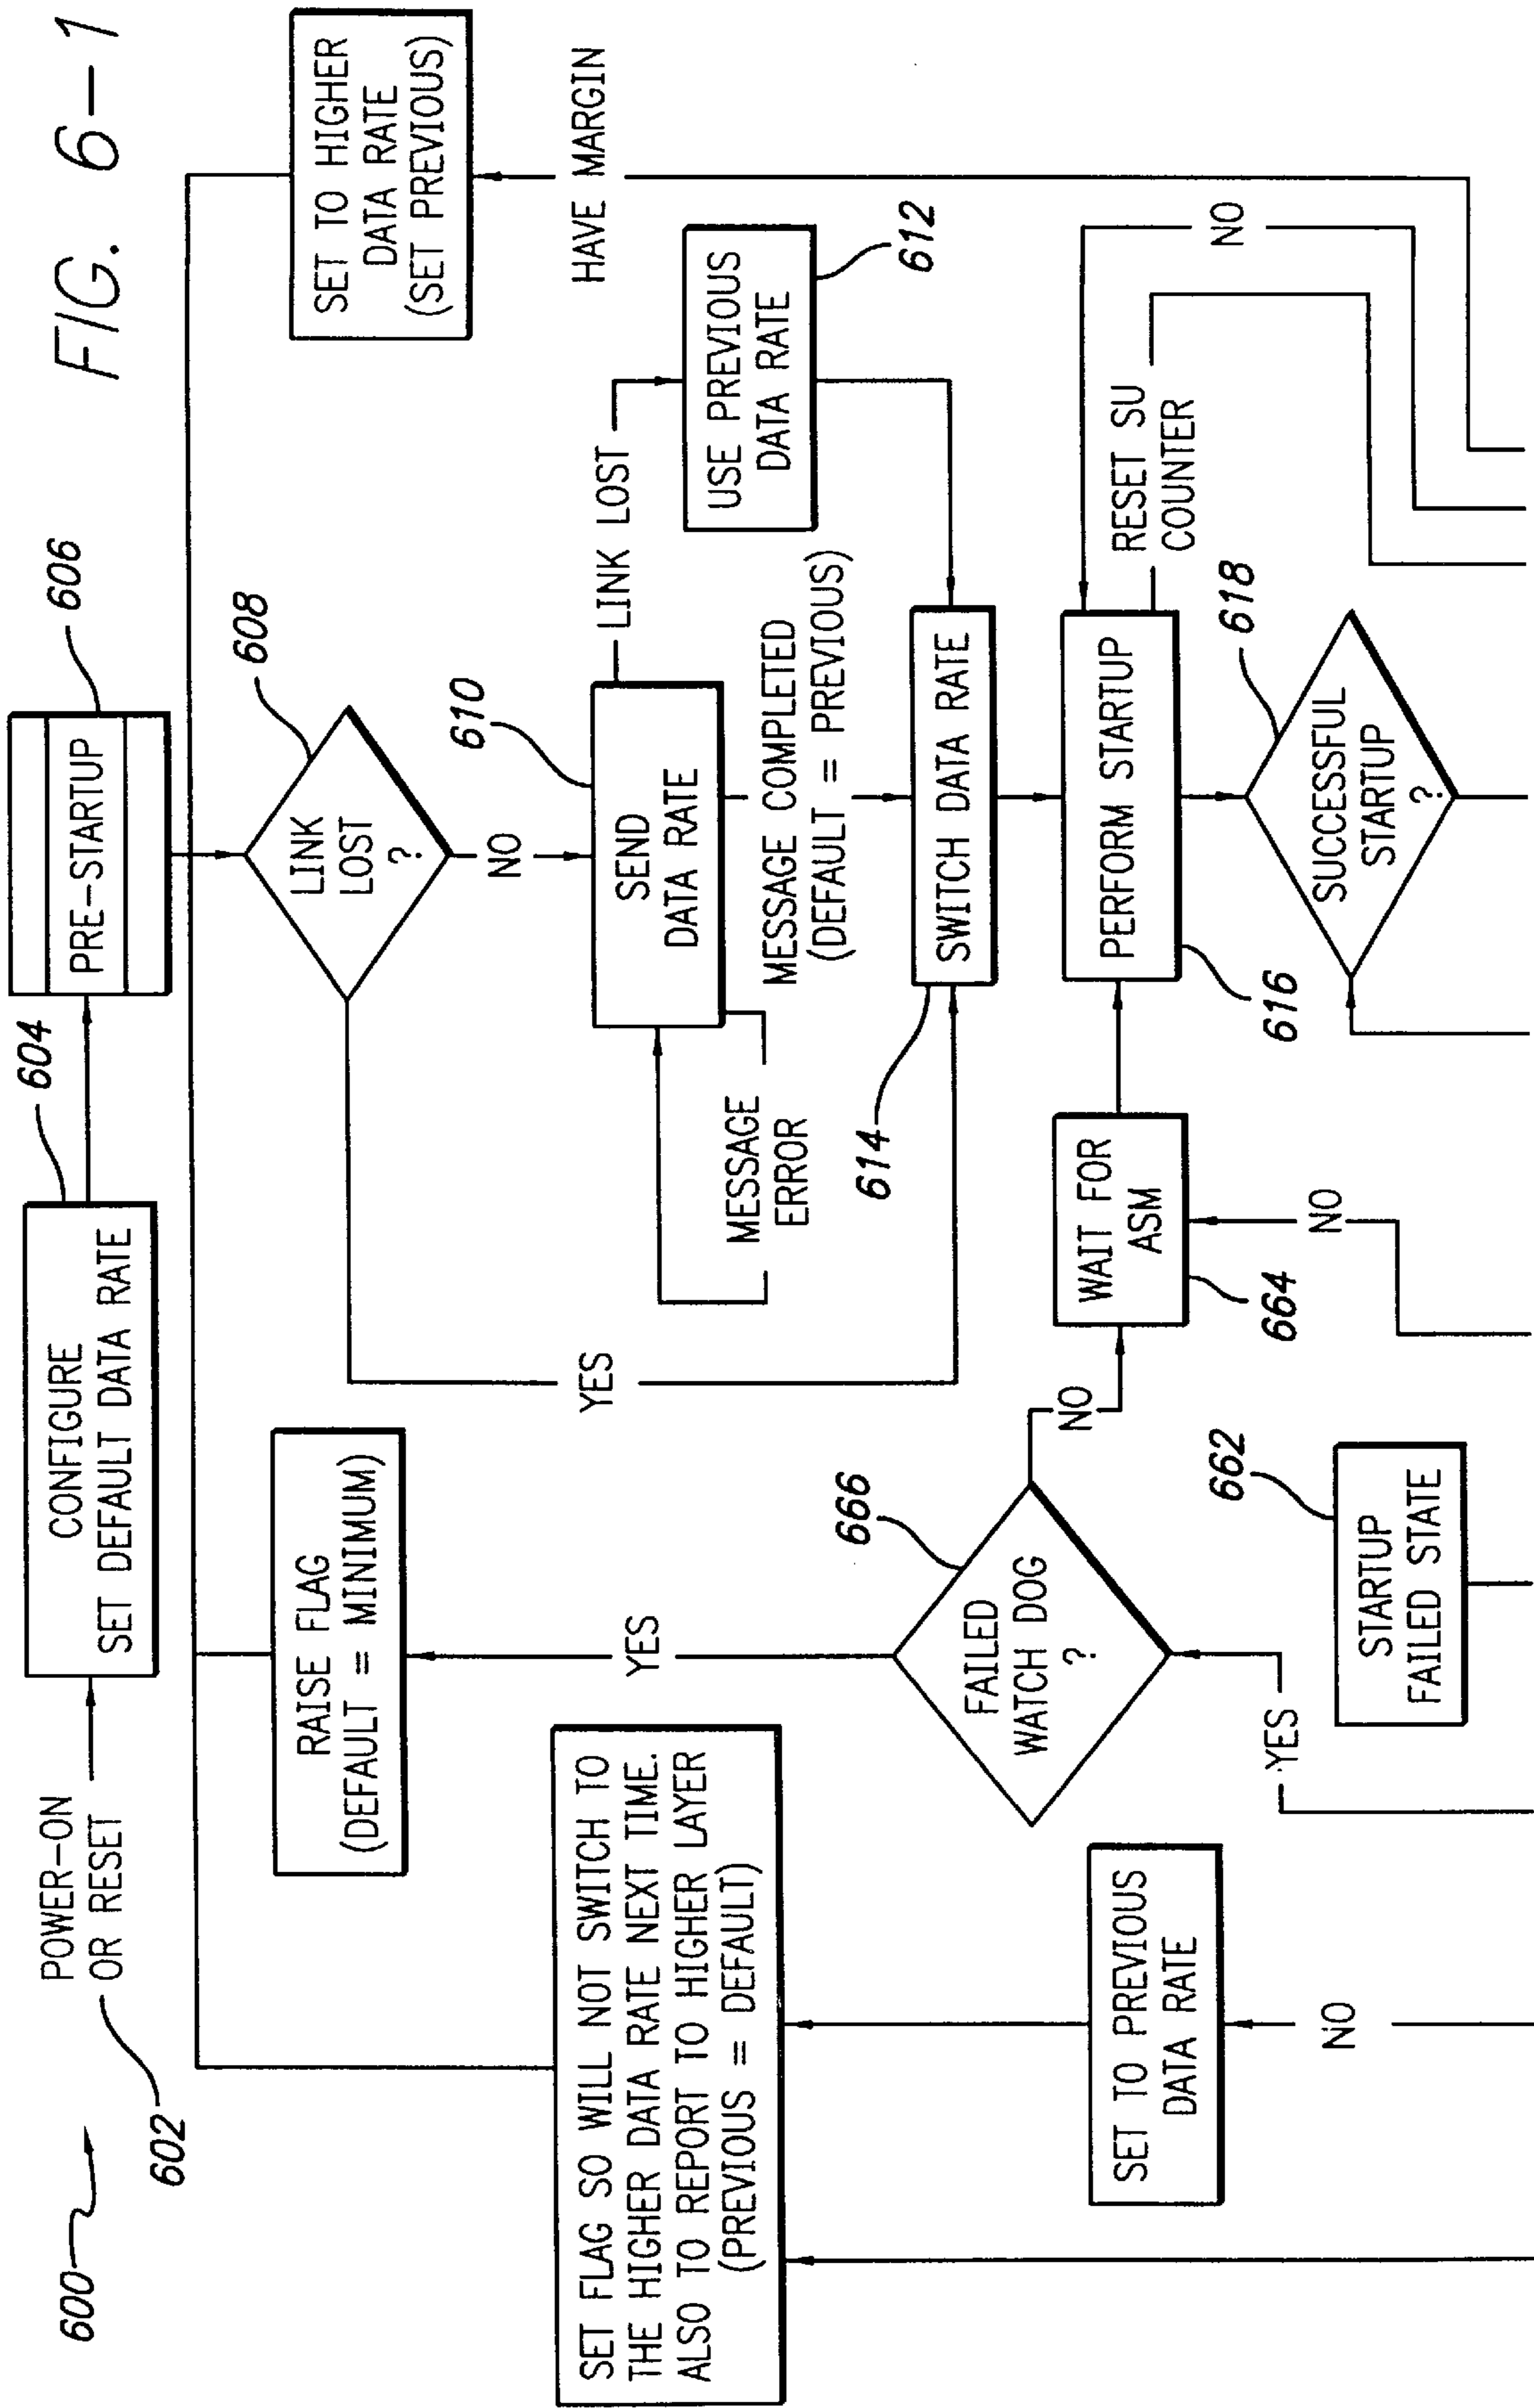 FIG. 6-1
600
602
POWER-ON
OR RESET
604
CONFIGURE
SET DEFAULT DATA RATE
606
PRE-STARTUP
SET TO HIGHER
DATA RATE
(SET PREVIOUS)
HAVE MARGIN
RAISE FLAG
(DEFAULT = MINIMUM)
608
LINK
LOST
?
YES
NO
610
SEND
DATA RATE
LINK LOST
MESSAGE
ERROR
612
USE PREVIOUS
DATA RATE
MESSAGE COMPLETED
(DEFAULT = PREVIOUS)
SET FLAG SO WILL NOT SWITCH TO
THE HIGHER DATA RATE NEXT TIME.
ALSO TO REPORT TO HIGHER LAYER
(PREVIOUS = DEFAULT)
YES
614
SWITCH DATA RATE
666
FAILED
WATCH DOG
?
NO
WAIT FOR
ASM
664
NO
PERFORM STARTUP
616
RESET SU
COUNTER
NO
SET TO PREVIOUS
DATA RATE
NO
YES
662
STARTUP
FAILED STATE
618
SUCCESSFUL
STARTUP
?